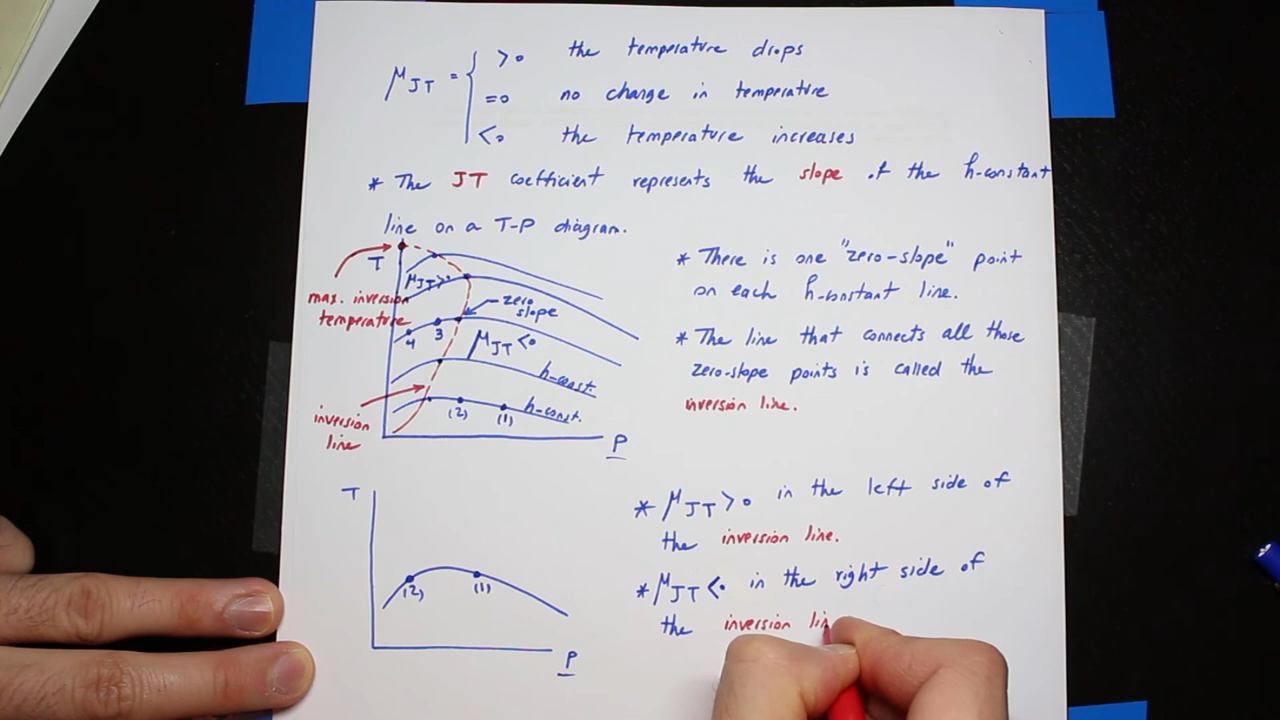 μJT = { >0 the temperature drops
=0 no change in temperature
<0 the temperature increases
* The JT coefficient represents the slope of the h-constant
line on a T-P diagram.
T
μJT>0
max. inversion
temperature
zero
slope
4 3
μJT<0
h-const.
h-const.
(2) (1)
inversion
line
P
* There is one "zero-slope" point
on each h-constant line.
* The line that connects all those
zero-slope points is called the
inversion line.
T
(2) (1)
P
* μJT>0 in the left side of
the inversion line.
* μJT<0 in the right side of
the inversion lin